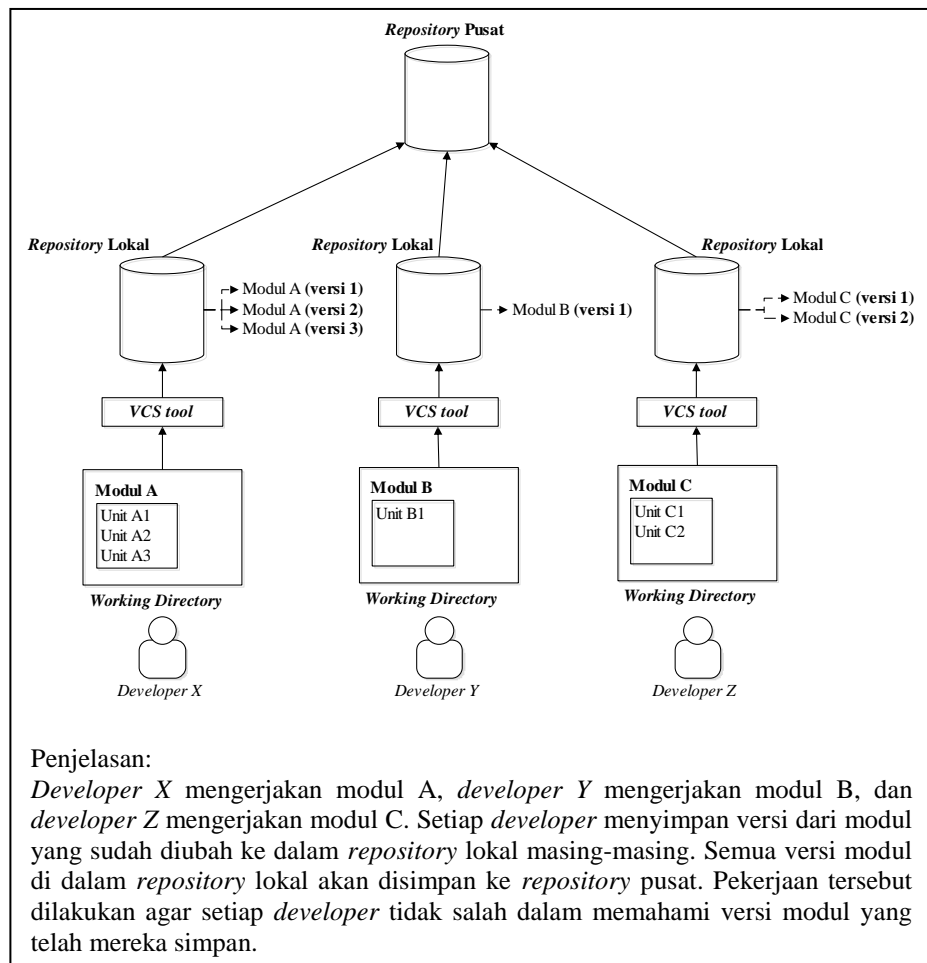 Repository Pusat
Repository Lokal
Repository Lokal
Repository Lokal
Modul A (versi 1)
Modul A (versi 2)
Modul A (versi 3)
Modul B (versi 1)
Modul C (versi 1)
Modul C (versi 2)
VCS tool
VCS tool
VCS tool
Modul A
Unit A1
Unit A2
Unit A3
Modul B
Unit B1
Modul C
Unit C1
Unit C2
Working Directory
Working Directory
Working Directory
Developer X
Developer Y
Developer Z
Penjelasan:
Developer X mengerjakan modul A, developer Y mengerjakan modul B, dan
developer Z mengerjakan modul C. Setiap developer menyimpan versi dari modul
yang sudah diubah ke dalam repository lokal masing-masing. Semua versi modul
di dalam repository lokal akan disimpan ke repository pusat. Pekerjaan tersebut
dilakukan agar setiap developer tidak salah dalam memahami versi modul yang
telah mereka simpan.